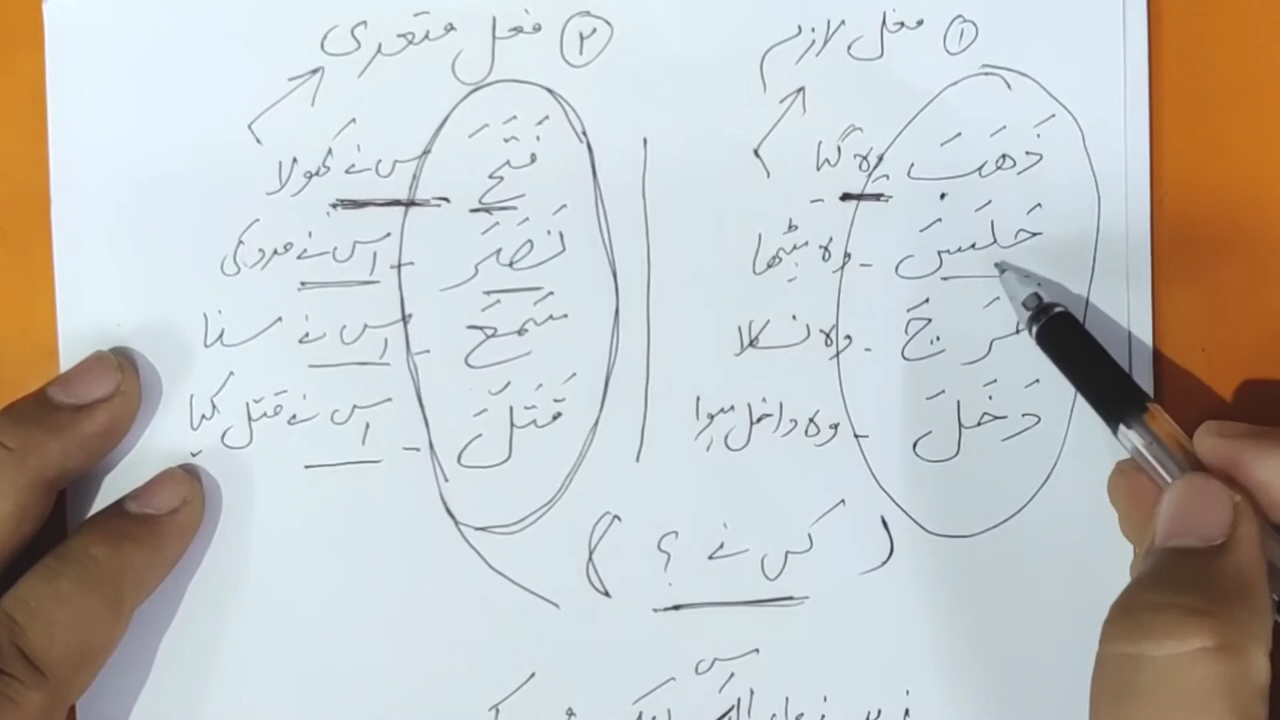 ① فعل لازم
② فعل متعدی
ذَهَبَ وہ گیا
جَلَسَ - وہ بیٹھا
خَرَجَ - وہ نکلا
دَخَلَ - وہ داخل ہوا
فَتَحَ - اس نے کھولا
نَصَرَ - اس نے مدد کی
سَمِعَ - اس نے سنا
قَتَلَ - اس نے قتل کیا
( کس نے ؟ )